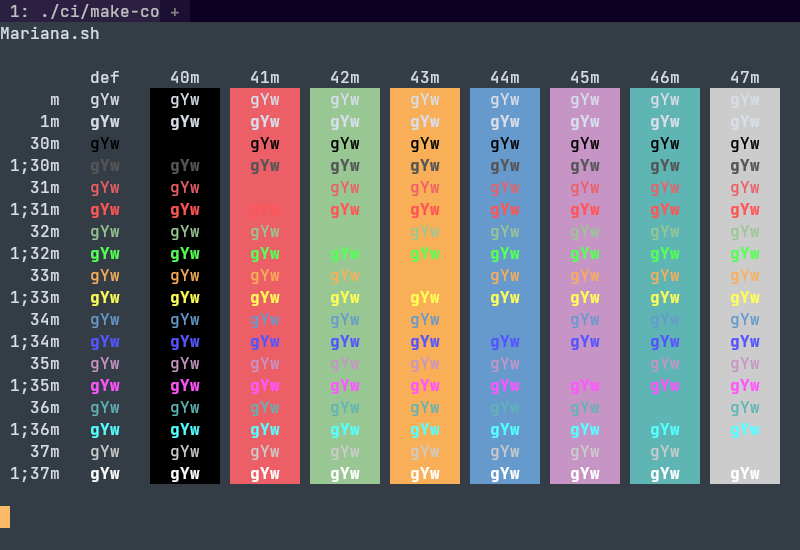 1: ./ci/make-co +
Mariana.sh
def 40m 41m 42m 43m 44m 45m 46m 47m
m gYw gYw gYw gYw gYw gYw gYw gYw gYw
1m gYw gYw gYw gYw gYw gYw gYw gYw gYw
30m gYw gYw gYw gYw gYw gYw gYw gYw
1;30m gYw gYw gYw gYw gYw gYw gYw gYw gYw
31m gYw gYw gYw gYw gYw gYw gYw gYw
1;31m gYw gYw gYw gYw gYw gYw gYw gYw gYw
32m gYw gYw gYw gYw gYw gYw gYw gYw
1;32m gYw gYw gYw gYw gYw gYw gYw gYw gYw
33m gYw gYw gYw gYw gYw gYw gYw gYw
1;33m gYw gYw gYw gYw gYw gYw gYw gYw gYw
34m gYw gYw gYw gYw gYw gYw gYw gYw
1;34m gYw gYw gYw gYw gYw gYw gYw gYw gYw
35m gYw gYw gYw gYw gYw gYw gYw gYw
1;35m gYw gYw gYw gYw gYw gYw gYw gYw gYw
36m gYw gYw gYw gYw gYw gYw gYw gYw
1;36m gYw gYw gYw gYw gYw gYw gYw gYw gYw
37m gYw gYw gYw gYw gYw gYw gYw gYw
1;37m gYw gYw gYw gYw gYw gYw gYw gYw gYw